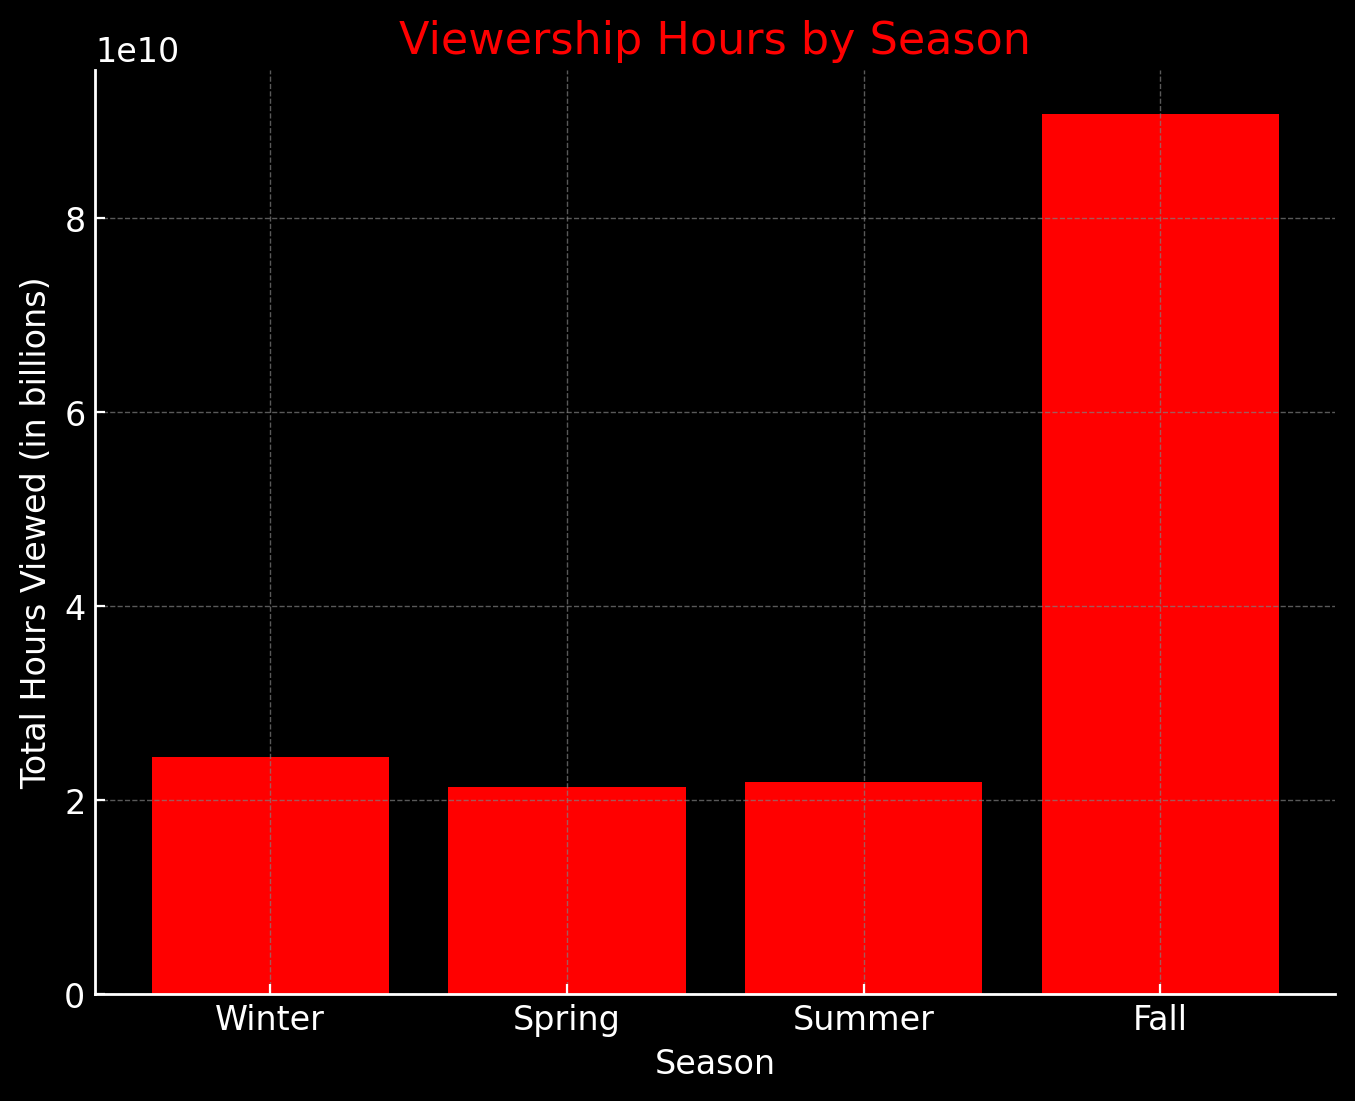 Viewership Hours by Season
1e10
Total Hours Viewed (in billions)
8
6
4
2
0
Winter Spring Summer Fall
Season